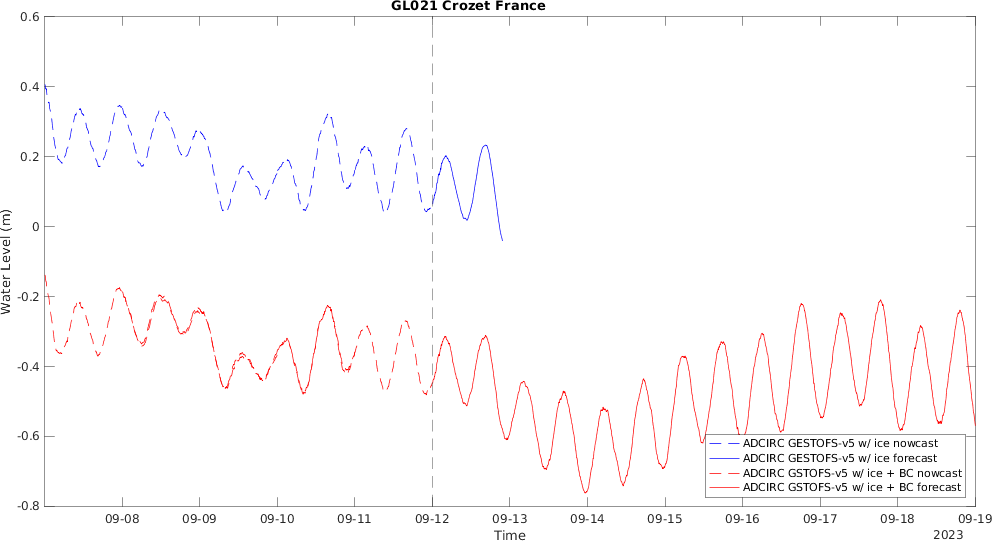 GL021 Crozet France
0.6
0.4
0.2
0
-0.2
-0.4
-0.6
-0.8
Water Level (m)
ADCIRC GESTOFS-v5 w/ ice nowcast
ADCIRC GESTOFS-v5 w/ ice forecast
ADCIRC GSTOFS-v5 w/ ice + BC nowcast
ADCIRC GSTOFS-v5 w/ ice + BC forecast
09-08 09-09 09-10 09-11 09-12 09-13 09-14 09-15 09-16 09-17 09-18 09-19
Time
2023